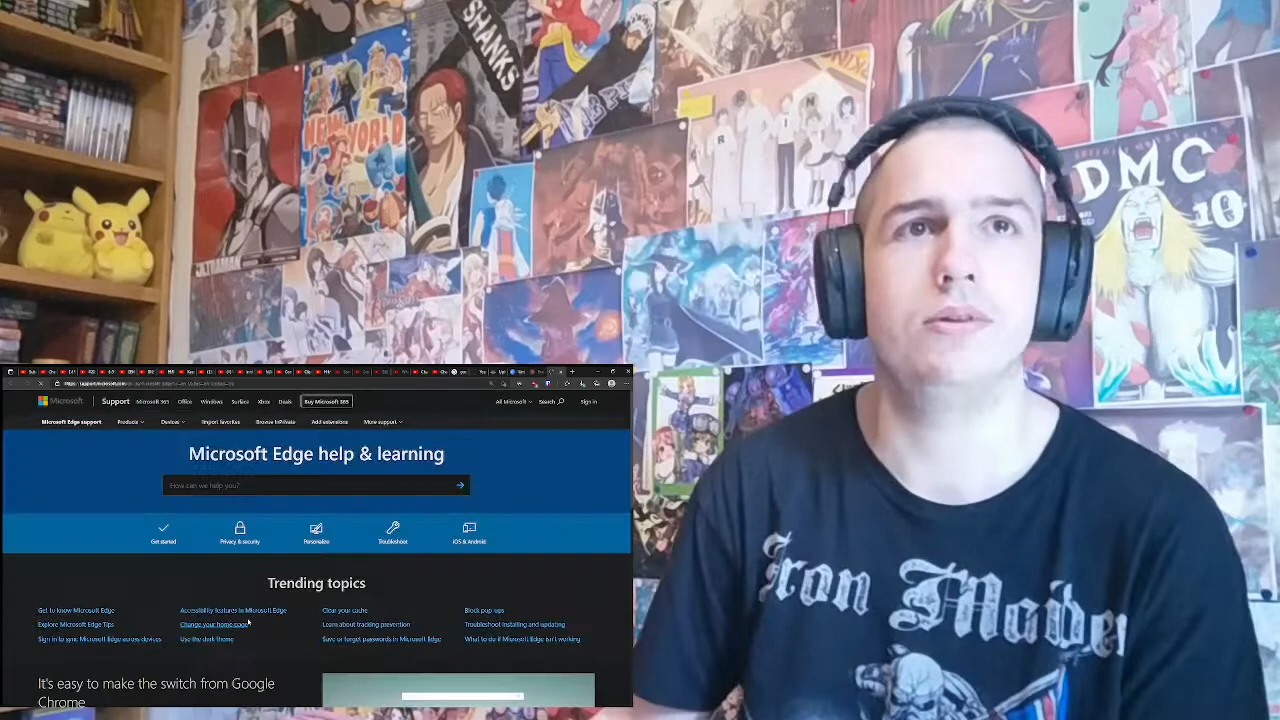 SHANKS
NEW WORLD
ONE PIECE
R
N
ULTRAMAN
DMC
10
Iron Maiden
Microsoft
Support
Microsoft 365
Office
Windows
Surface
Xbox
Deals
Buy Microsoft 365
All Microsoft
Search
Sign in
Microsoft Edge support
Products
Devices
Import favorites
Browse InPrivate
Add extensions
More support
Microsoft Edge help & learning
How can we help you?
Get started
Privacy & security
Personalize
Troubleshoot
iOS & Android
Trending topics
Get to know Microsoft Edge
Accessibility features in Microsoft Edge
Clear your cache
Block pop-ups
Explore Microsoft Edge Tips
Change your home page
Learn about tracking prevention
Troubleshoot installing and updating
Sign in to sync Microsoft Edge across devices
Use the dark theme
Save or forget passwords in Microsoft Edge
What to do if Microsoft Edge isn't working
It's easy to make the switch from Google
Chrome